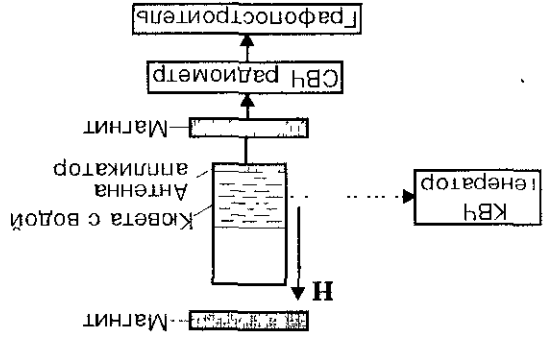 Магнит
H
Кювета с водой
Антенна
аппликатор
КВЧ
генератор
Магнит
СВЧ радиометр
Графопостроитель